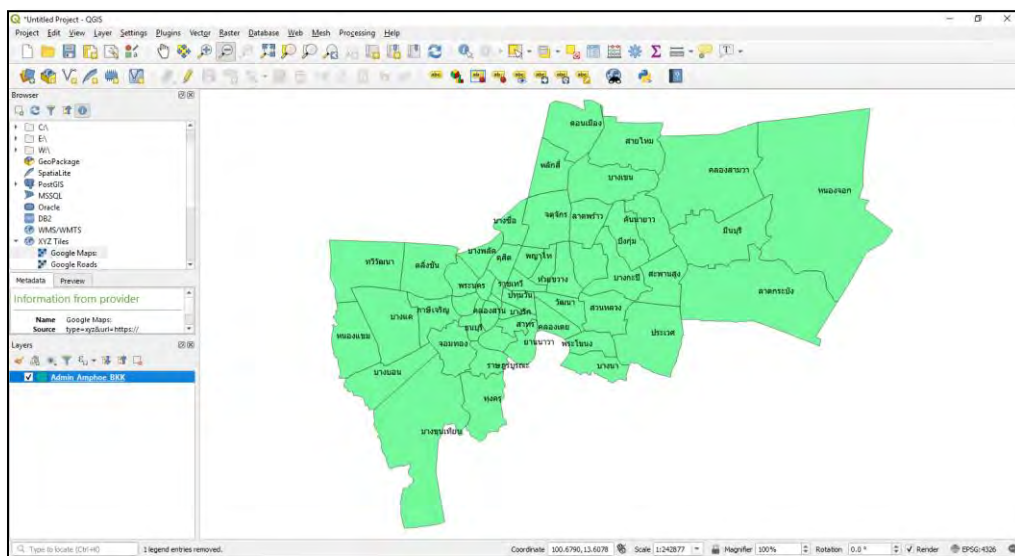 *Untitled Project - QGIS
Project Edit View Layer Settings Plugins Vector Raster Database Web Mesh Processing Help
Browser
C:\
E:\
W:\
GeoPackage
SpatiaLite
PostGIS
MSSQL
Oracle
DB2
WMS/WMTS
XYZ Tiles
Google Maps
Google Roads
Metadata Preview
Information from provider
Name Google Maps
Source type=xyz&url=https://
Layers
Admin_Amphoe_BKK
ดอนเมือง
สายไหม
หลักสี่
บางเขน
คลองสามวา
หนองจอก
บางซื่อ
จตุจักร
ลาดพร้าว
คันนายาว
มีนบุรี
บึงกุ่ม
ทวีวัฒนา
ตลิ่งชัน
บางพลัด
ดุสิต
พญาไท
ห้วยขวาง
บางกะปิ
สะพานสูง
ลาดกระบัง
พระนคร
ราชเทวี
ปทุมวัน
วัฒนา
สวนหลวง
ประเวศ
หนองแขม
บางแค
ภาษีเจริญ
คลองสาน
บางรัก
ธนบุรี
สาทร
คลองเตย
จอมทอง
ยานนาวา
พระโขนง
บางบอน
ราษฎร์บูรณะ
บางนา
ทุ่งครุ
บางขุนเทียน
Type to locate (Ctrl+K)
1 legend entries removed.
Coordinate 100.6790,13.6078 Scale 1:242877 Magnifier 100% Rotation 0.0 ° Render EPSG:4326